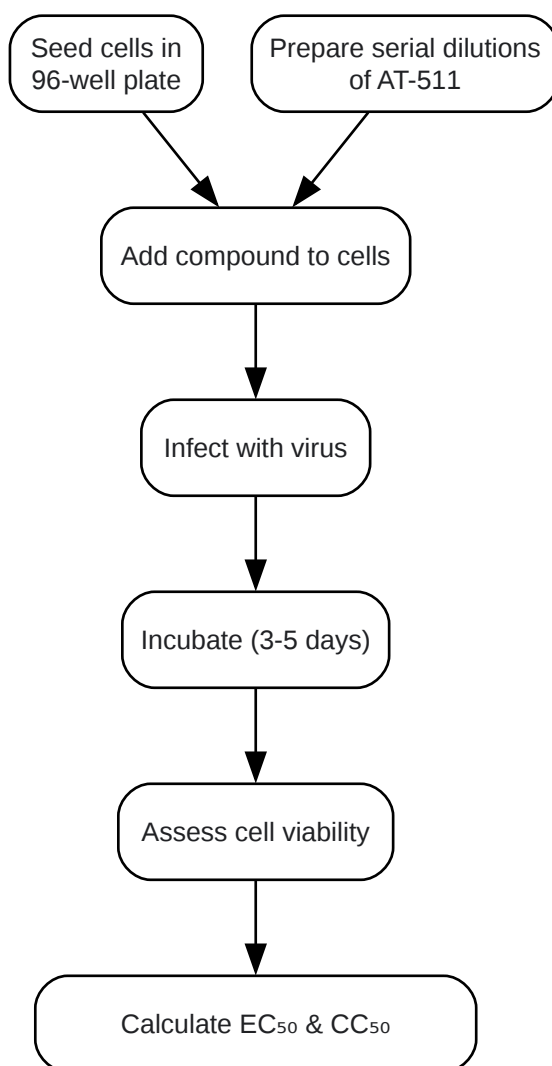 Seed cells in
96-well plate
Prepare serial dilutions
of AT-511
Add compound to cells
Infect with virus
Incubate (3-5 days)
Assess cell viability
Calculate EC₅₀ & CC₅₀